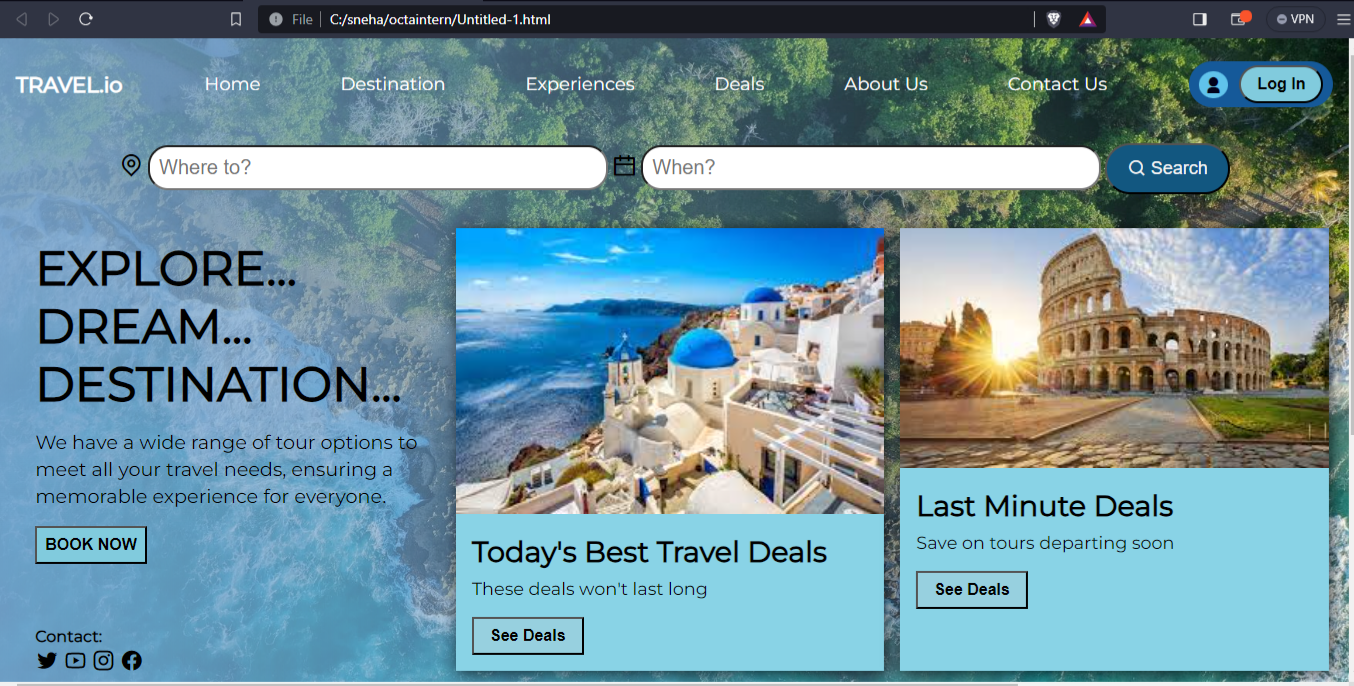 File C:/sneha/octaintern/Untitled-1.html VPN
TRAVEL.io Home Destination Experiences Deals About Us Contact Us Log In
Where to? When? Search
EXPLORE...
DREAM...
DESTINATION...
We have a wide range of tour options to
meet all your travel needs, ensuring a
memorable experience for everyone.
BOOK NOW
Contact:
Today's Best Travel Deals
These deals won't last long
See Deals
Last Minute Deals
Save on tours departing soon
See Deals